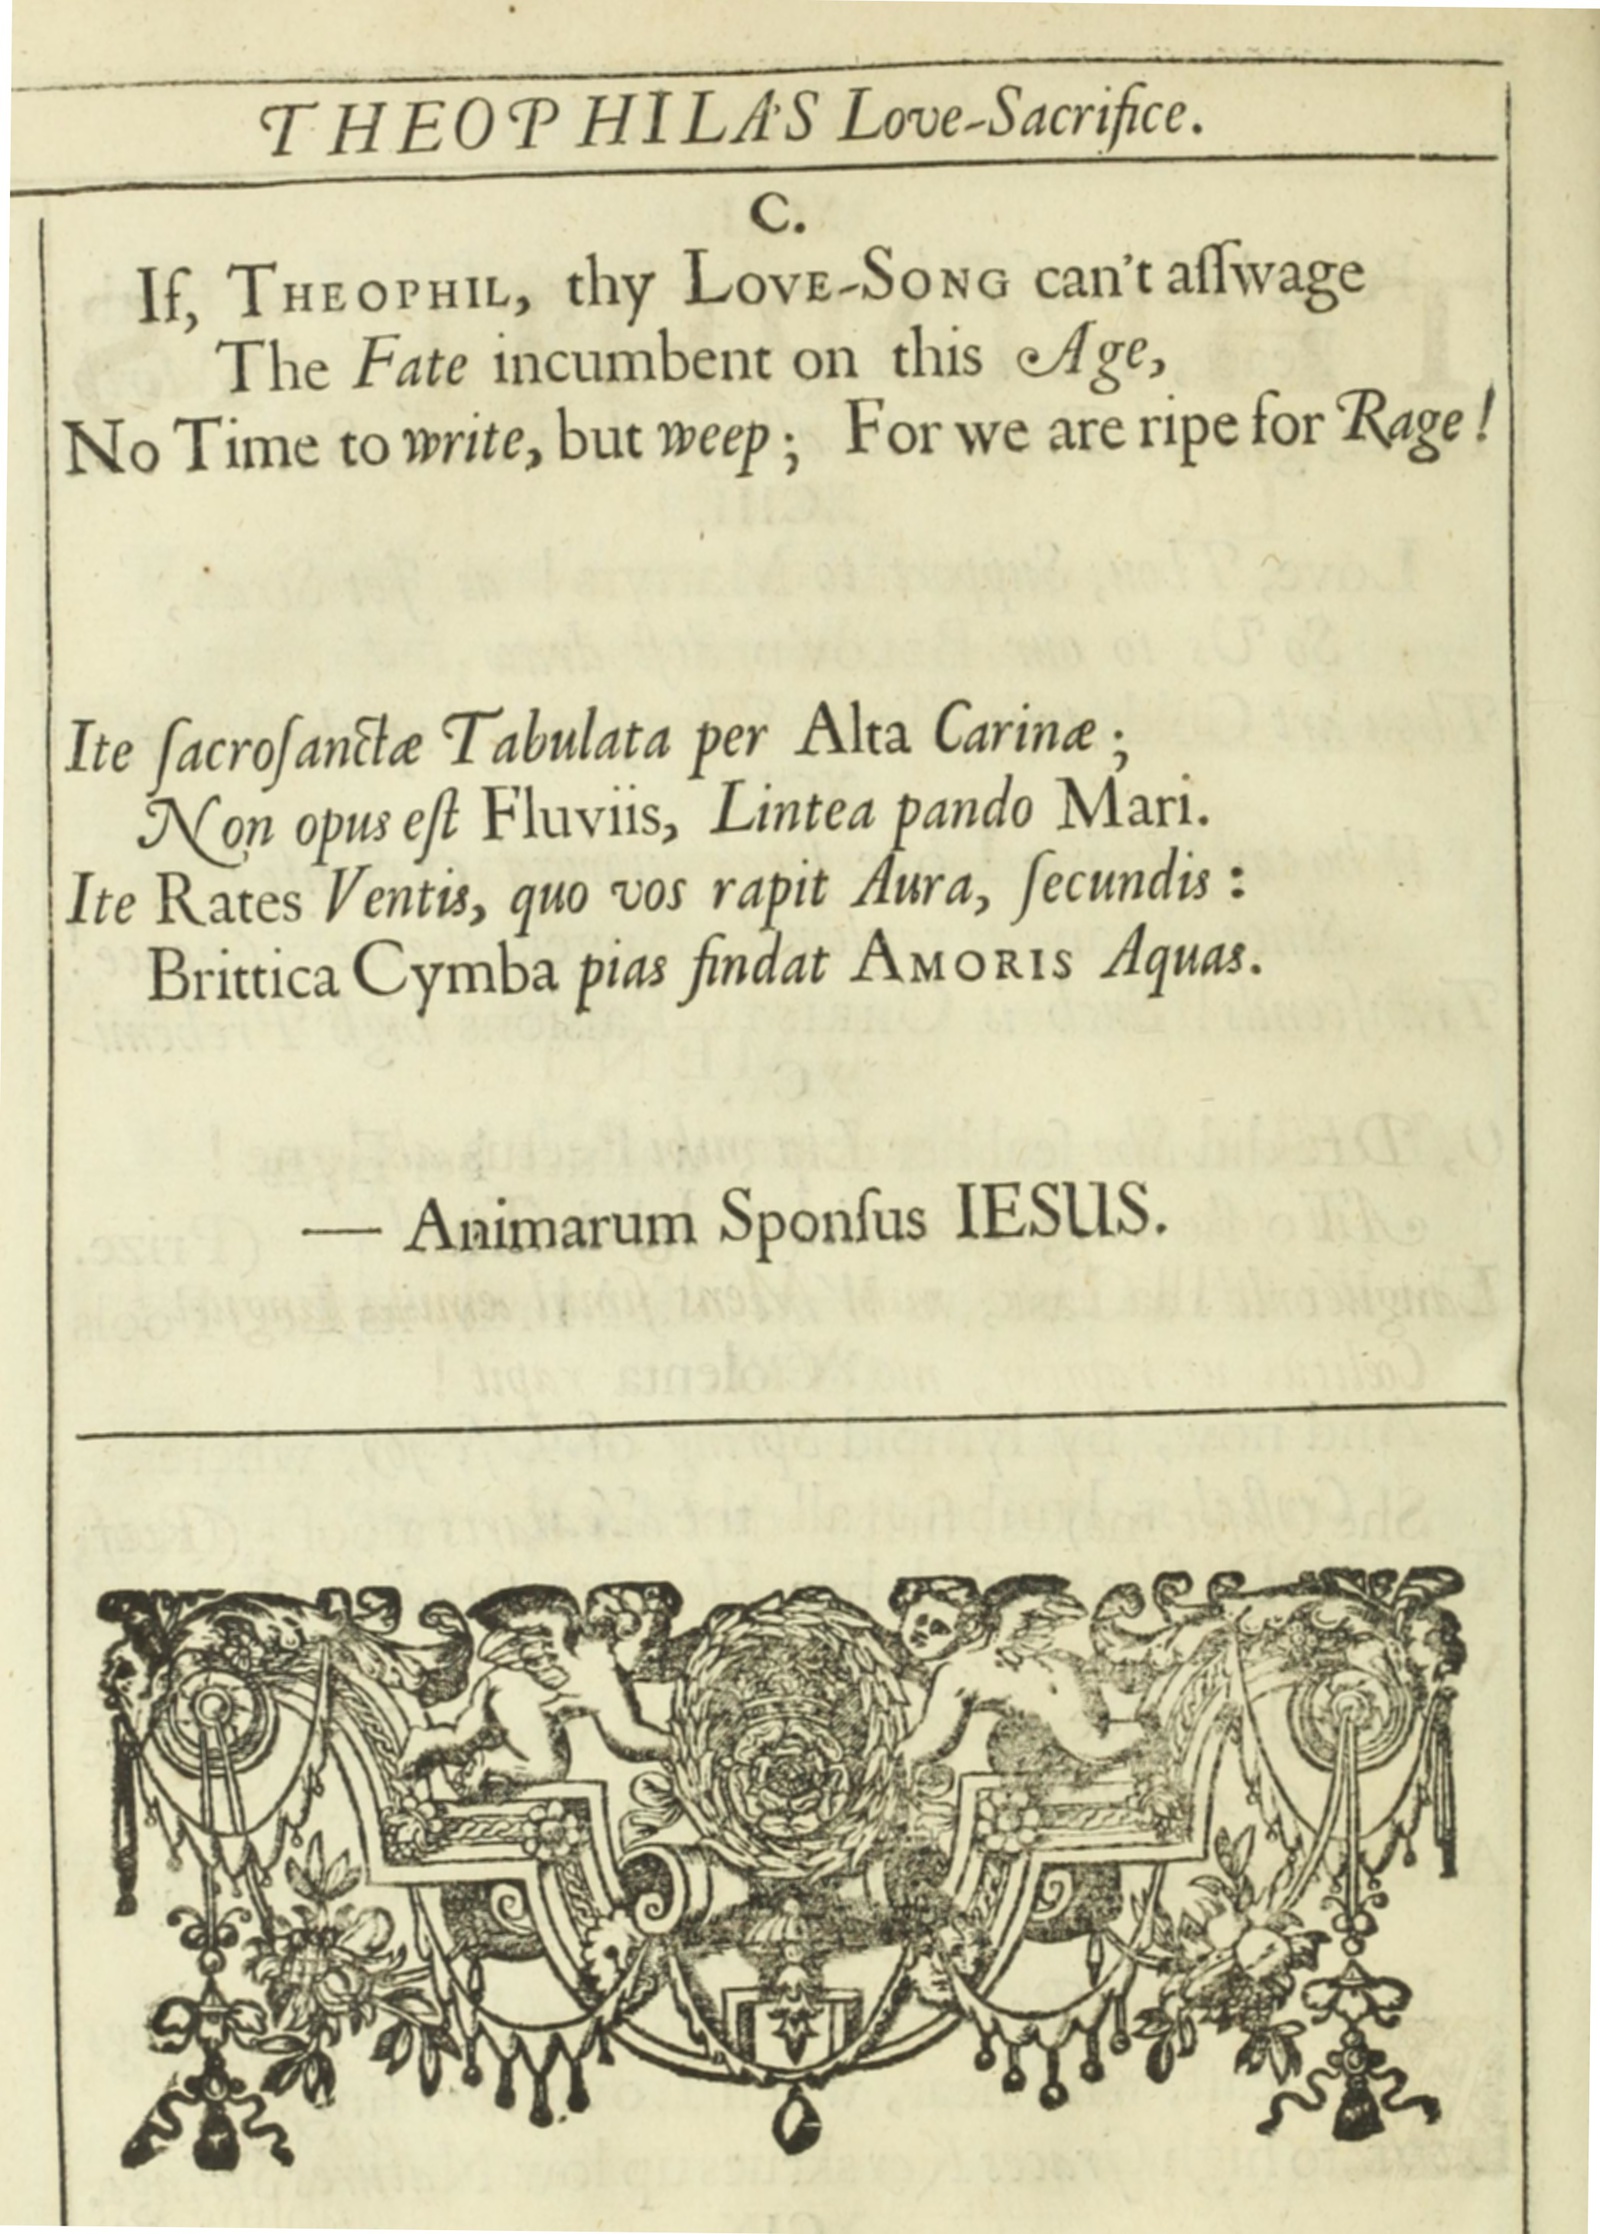 THEOPHILA'S Love-Sacrifice.
C.
If, THEOPHIL, thy LOVE-SONG can't aſſwage
The Fate incumbent on this Age,
No Time to write, but weep; For we are ripe for Rage!
Ite ſacroſanctæ Tabulata per Alta Carinæ;
Non opus eſt Fluviis, Lintea pando Mari.
Ite Rates Ventis, quo vos rapit Aura, ſecundis:
Brittica Cymba pias findat AMORIS Aquas.
— Animarum Sponſus IESUS.